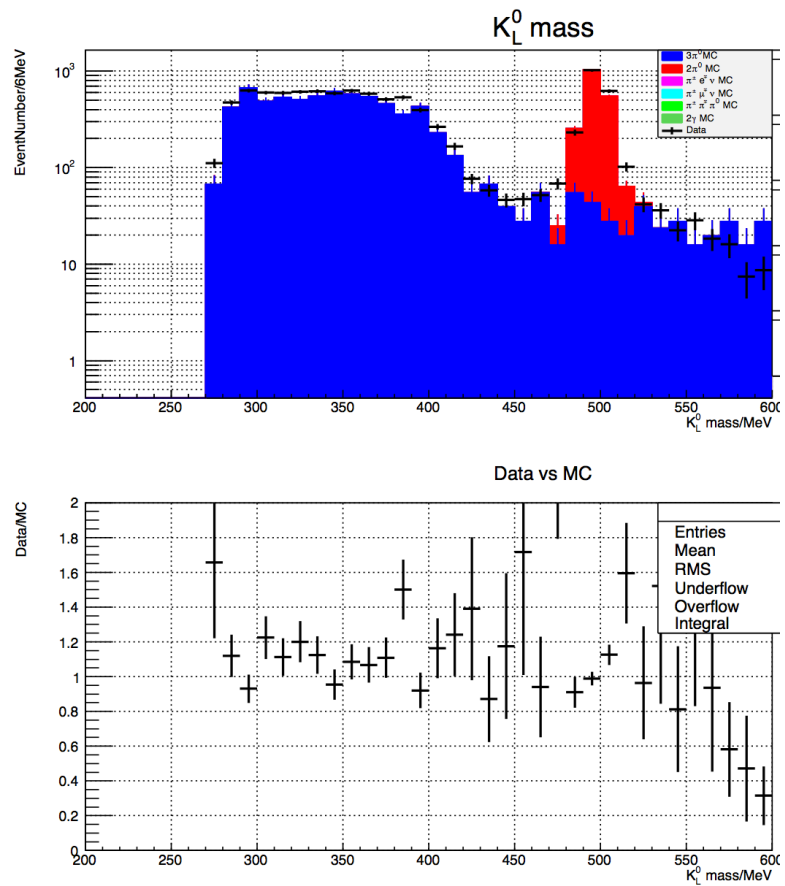 K⁰_L mass
EventNumber/6MeV
10³
10²
10
1
3π⁰MC
2π⁰ MC
π± e∓ ν MC
π± μ∓ ν MC
π± π∓ π⁰ MC
2γ MC
Data
200 250 300 350 400 450 500 550 600
K⁰_L mass/MeV
Data vs MC
Data/MC
2
1.8
1.6
1.4
1.2
1
0.8
0.6
0.4
0.2
0
Entries
Mean
RMS
Underflow
Overflow
Integral
200 250 300 350 400 450 500 550 600
K⁰_L mass/MeV